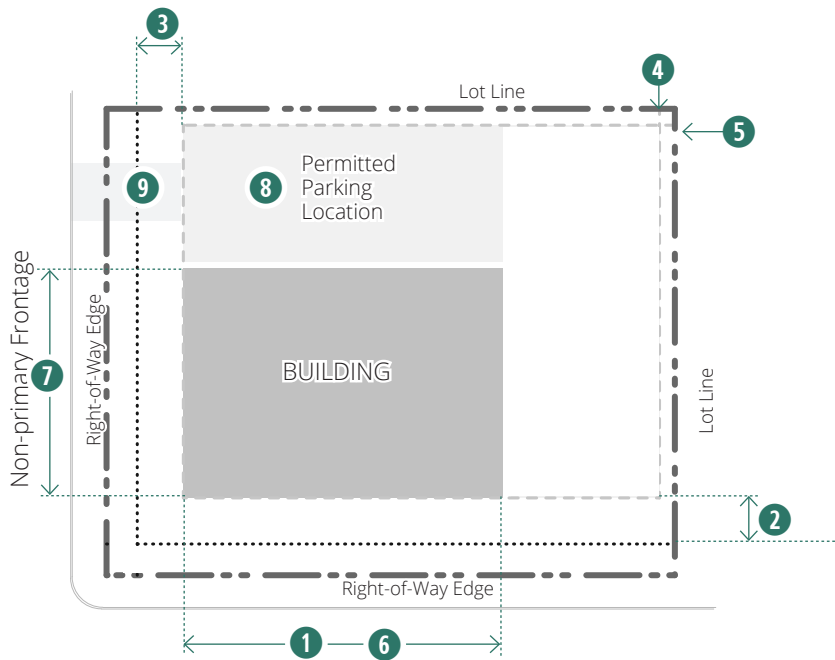 3
4
Lot Line
5
Permitted
Parking
Location
9
8
Non-primary Frontage
Right-of-Way Edge
7
BUILDING
Lot Line
2
Right-of-Way Edge
1
6